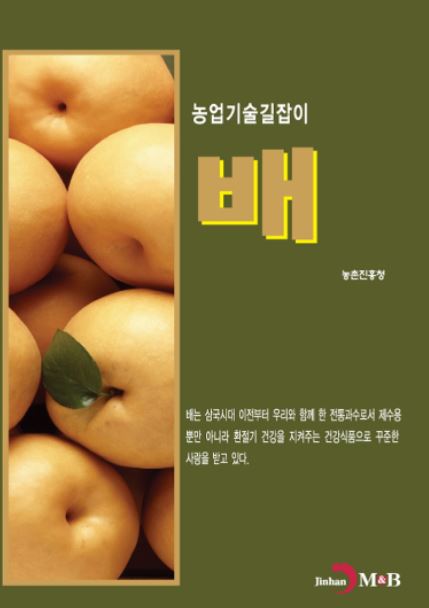 농업기술길잡이
배
농촌진흥청
배는 삼국시대 이전부터 우리와 함께 한 전통과수로서 제수용
뿐만 아니라 환절기 건강을 지켜주는 건강식품으로 꾸준한
사랑을 받고 있다.
Jinhan M&B